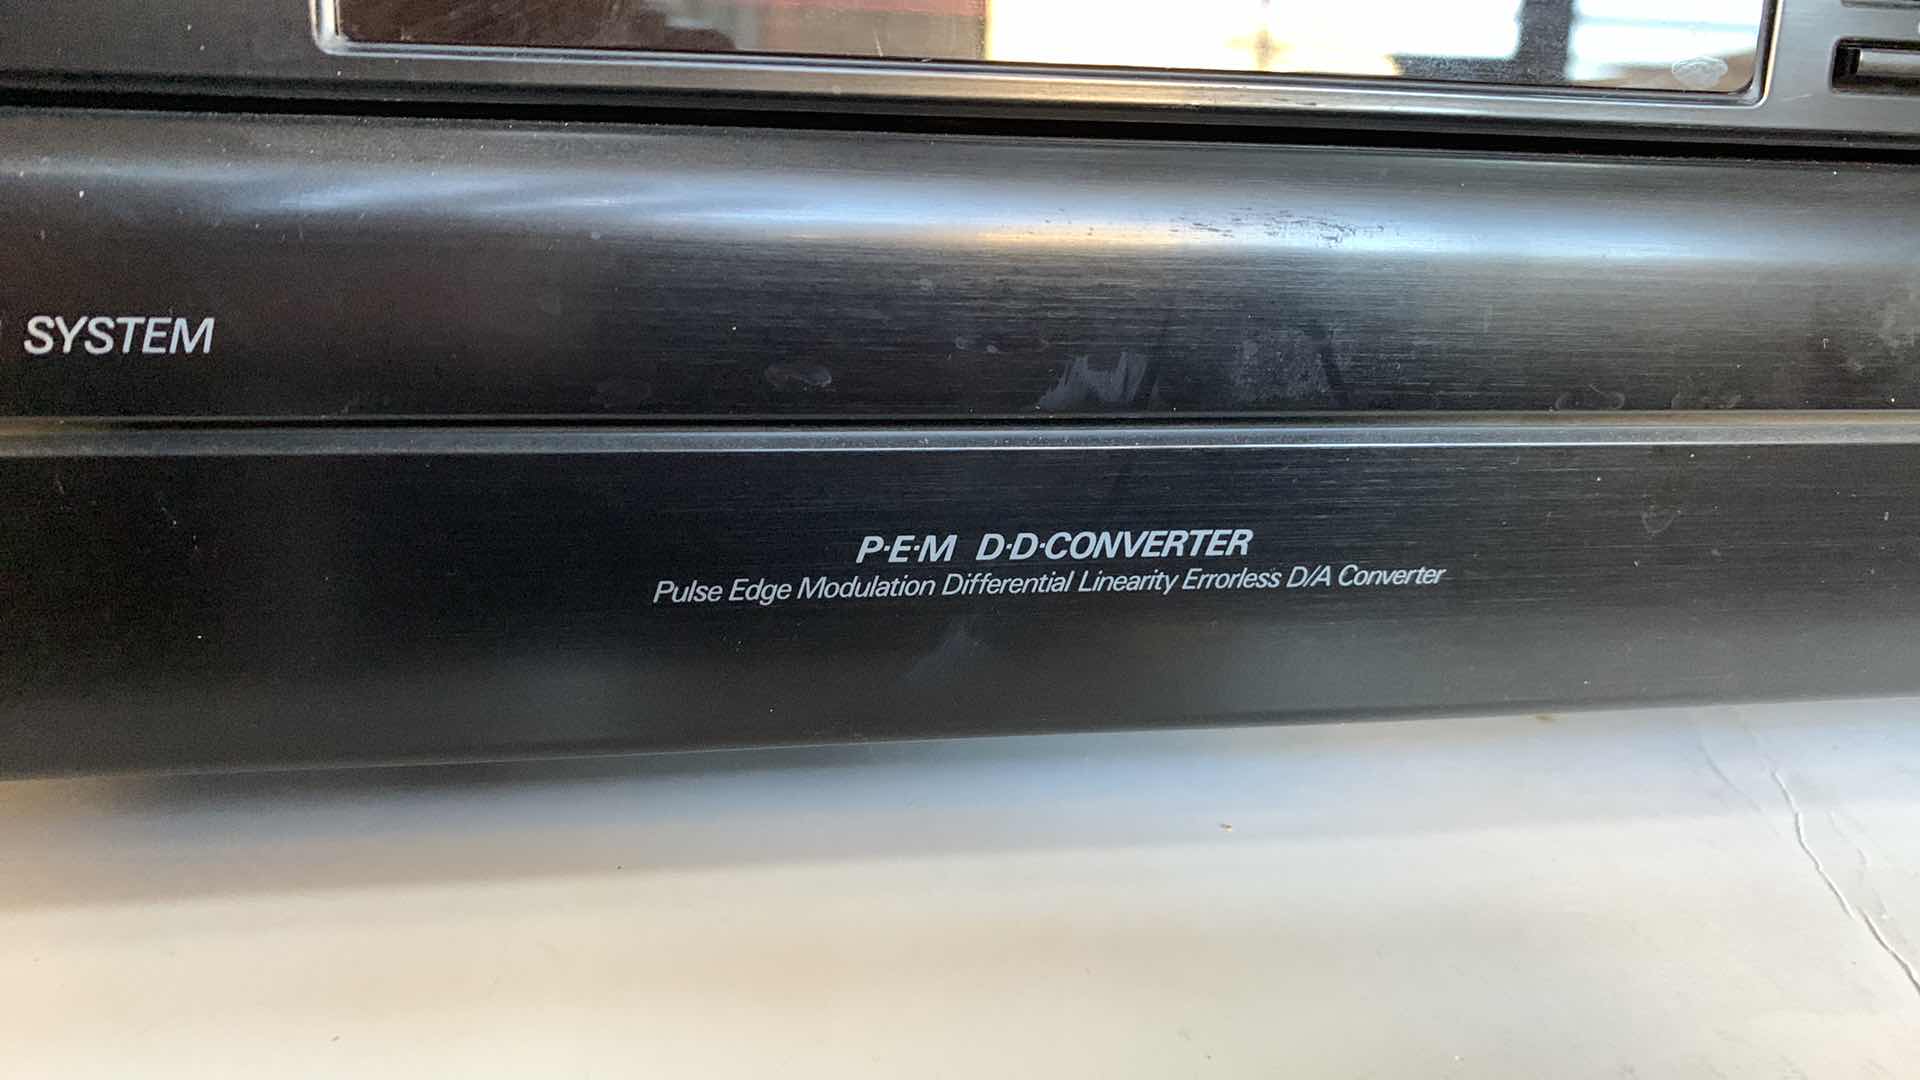 SYSTEM
P·E·M D·D·CONVERTER
Pulse Edge Modulation Differential Linearity Errorless D/A Converter